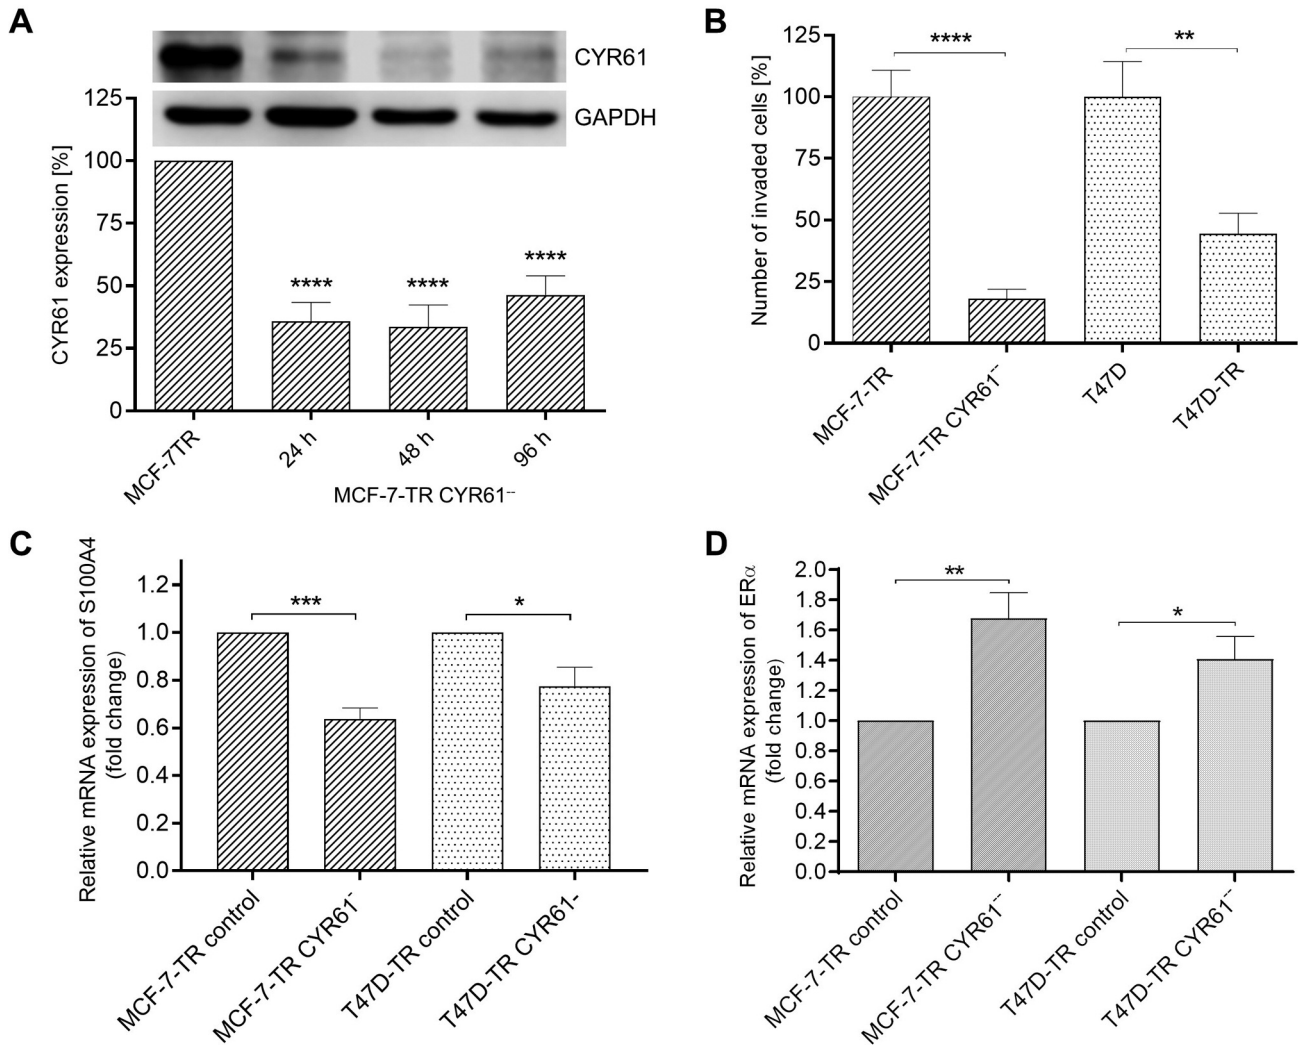 A
CYR61
GAPDH
CYR61 expression [%]
125
100
75
50
25
0
****
****
****
MCF-7TR
24 h
48 h
96 h
MCF-7-TR CYR61--
B
Number of invaded cells [%]
125
100
75
50
25
0
****
**
MCF-7-TR
MCF-7-TR CYR61--
T47D
T47D-TR
C
Relative mRNA expression of S100A4
(fold change)
1.2
1.0
0.8
0.6
0.4
0.2
0.0
***
*
MCF-7-TR control
MCF-7-TR CYR61-
T47D-TR control
T47D-TR CYR61-
D
Relative mRNA expression of ERα
(fold change)
2.0
1.8
1.6
1.4
1.2
1.0
0.8
0.6
0.4
0.2
0.0
**
*
MCF-7-TR control
MCF-7-TR CYR61--
T47D-TR control
T47D-TR CYR61--